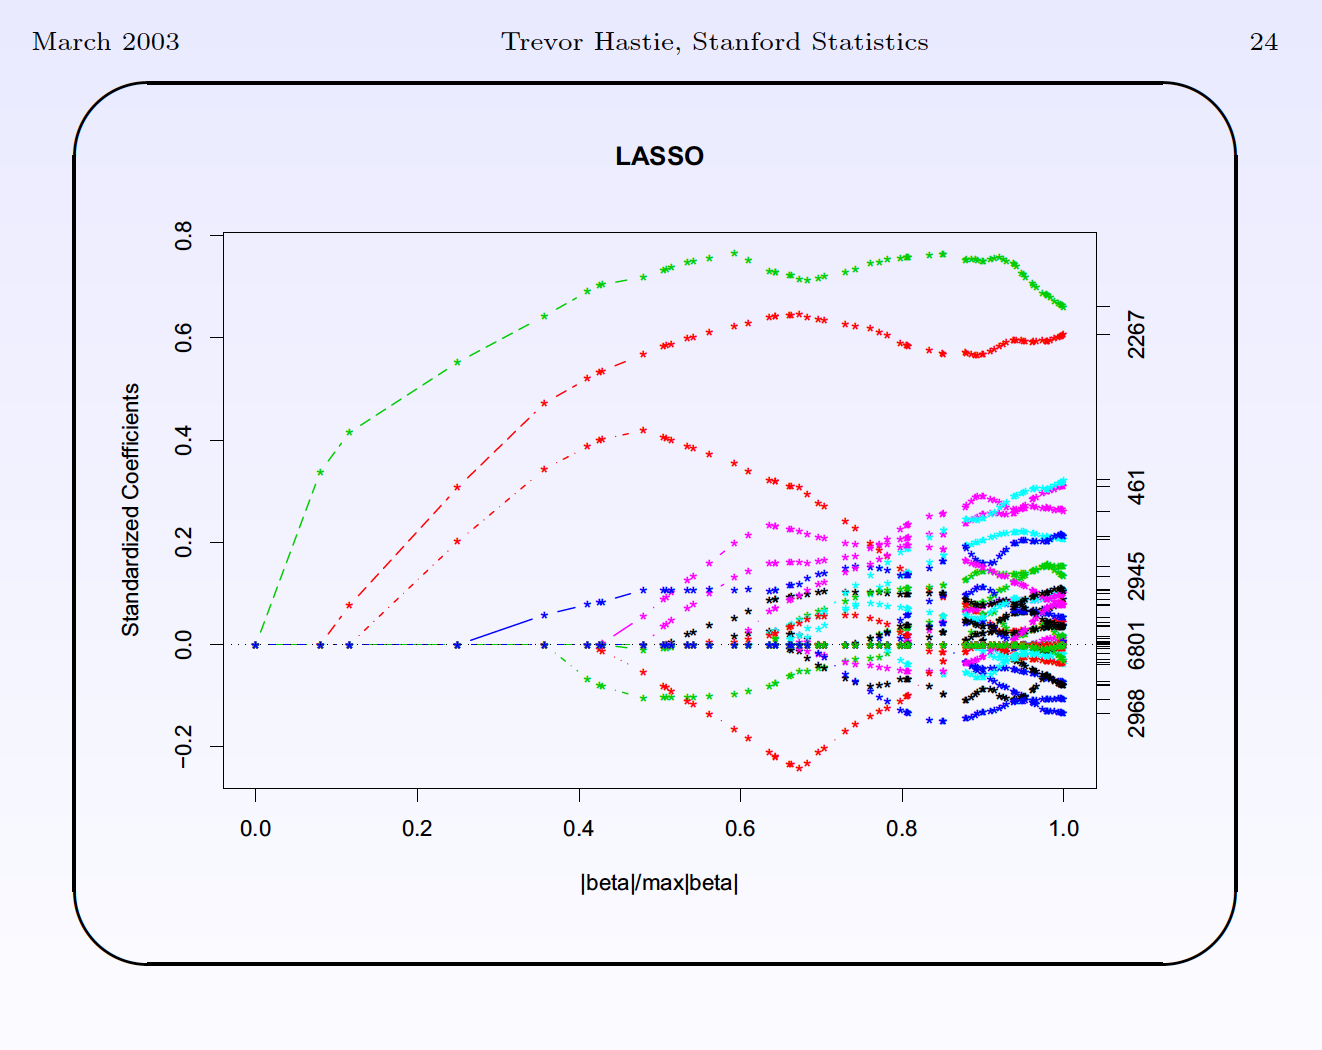 March 2003 Trevor Hastie, Stanford Statistics 24
LASSO
Standardized Coefficients
0.8
0.6
0.4
0.2
0.0
−0.2
2267
461
2945
6801
2968
0.0 0.2 0.4 0.6 0.8 1.0
|beta|/max|beta|